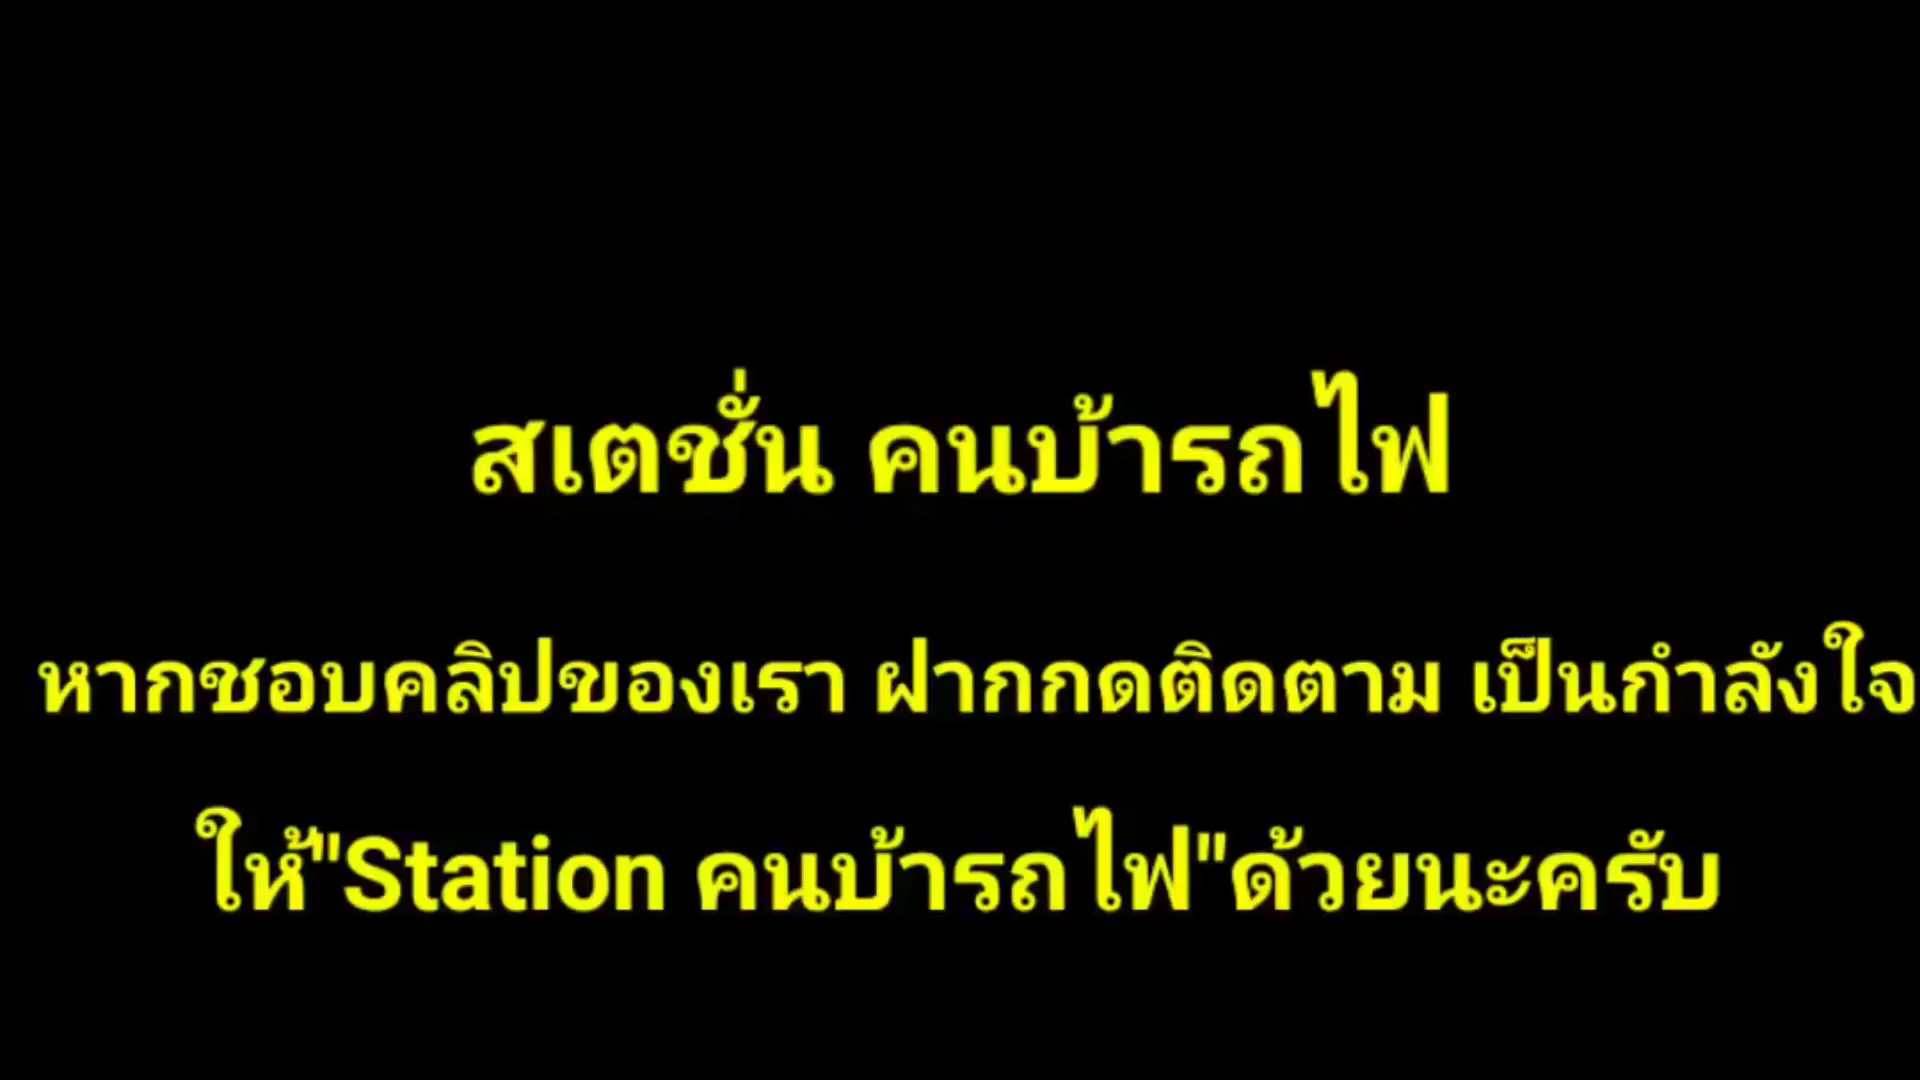 สเตชั่น คนบ้ารถไฟ
หากชอบคลิปของเรา ฝากกดติดตาม เป็นกำลังใจ
ให้"Station คนบ้ารถไฟ"ด้วยนะครับ